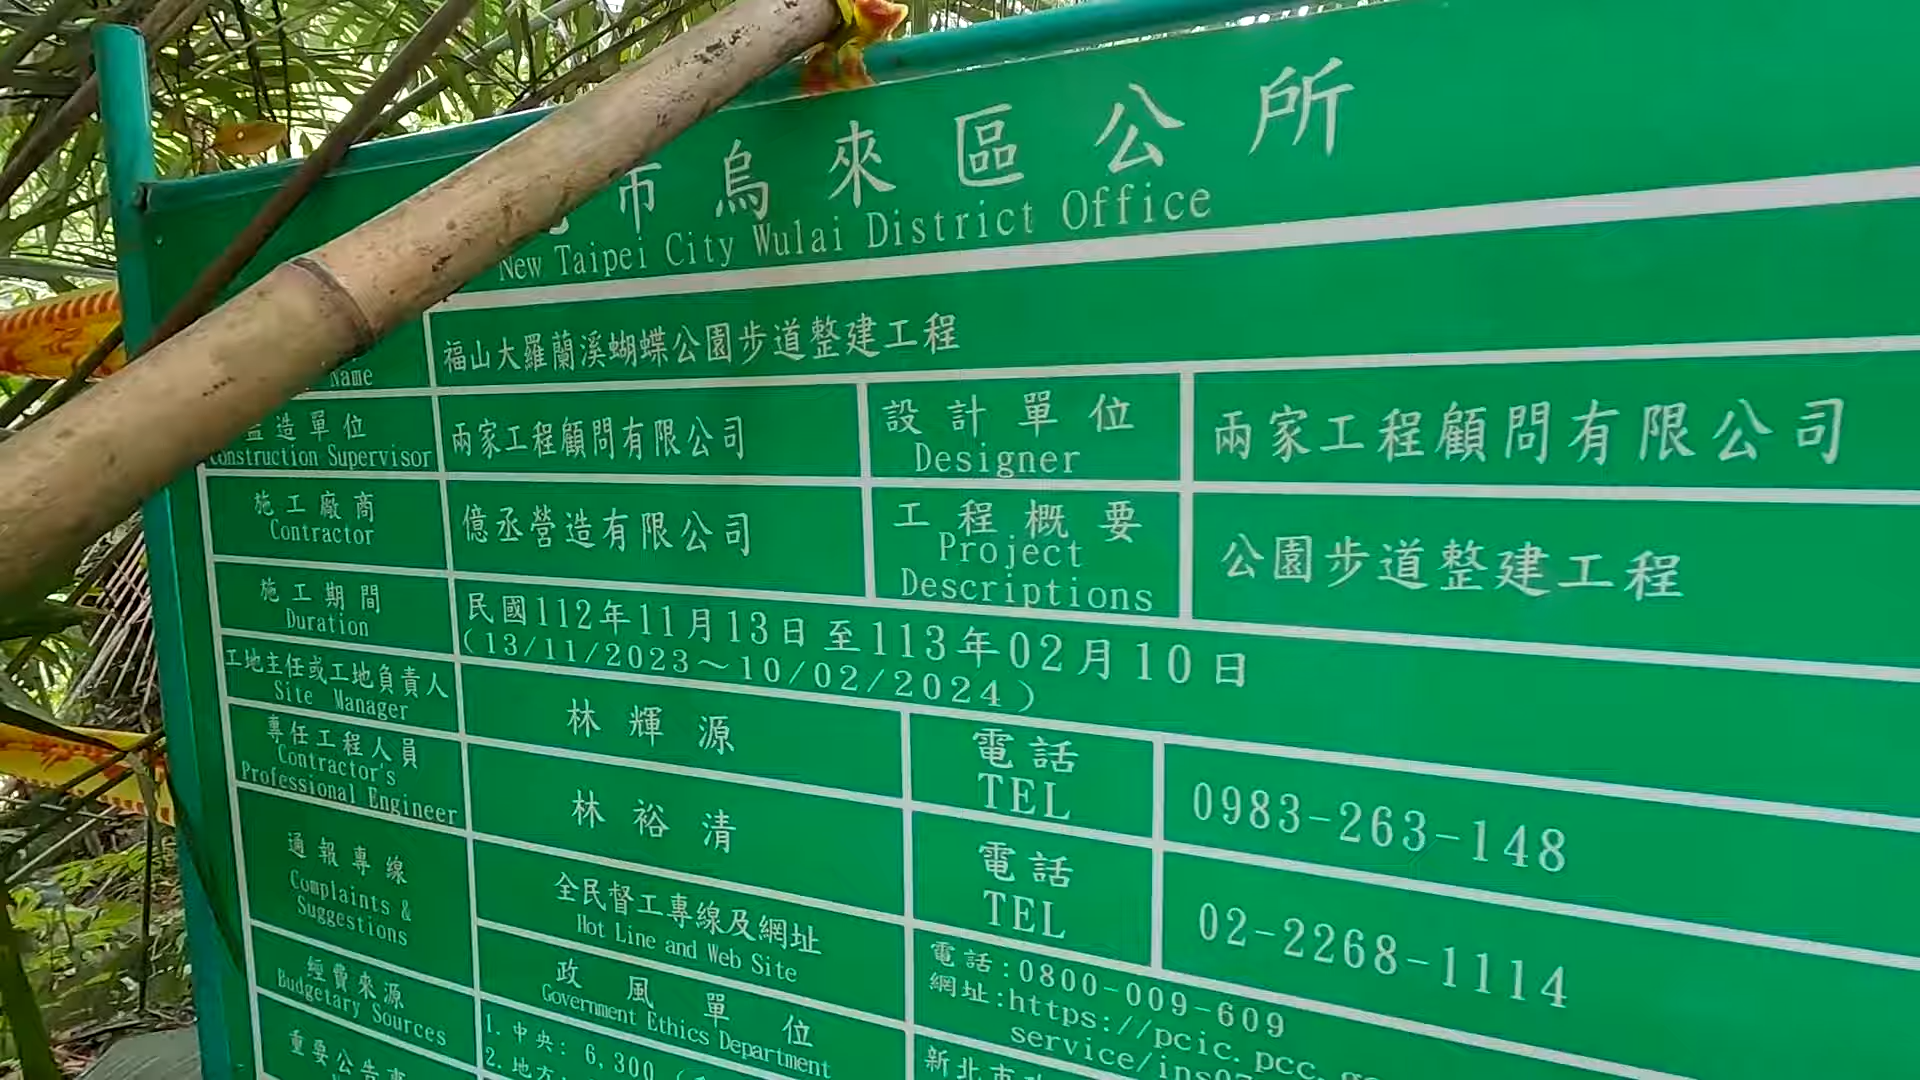 市烏來區公所
New Taipei City Wulai District Office
Name
福山大羅蘭溪蝴蝶公園步道整建工程
監造單位
Construction Supervisor
兩家工程顧問有限公司
設計單位
Designer
兩家工程顧問有限公司
施工廠商
Contractor
億丞營造有限公司
工程概要
Project
Descriptions
公園步道整建工程
施工期間
Duration
民國112年11月13日至113年02月10日
(13/11/2023～10/02/2024)
工地主任或工地負責人
Site Manager
林輝源
電話
TEL
0983-263-148
專任工程人員
Contractor's
Professional Engineer
林裕清
電話
TEL
02-2268-1114
通報專線
Complaints &
Suggestions
全民督工專線及網址
Hot Line and Web Site
電話:0800-009-609
網址:https://pcic.pcc.g
service/ins
政風單位
Government Ethics Department
新北市
經費來源
Budgetary Sources
1.中央: 6,300
2.地方:
重要公告事